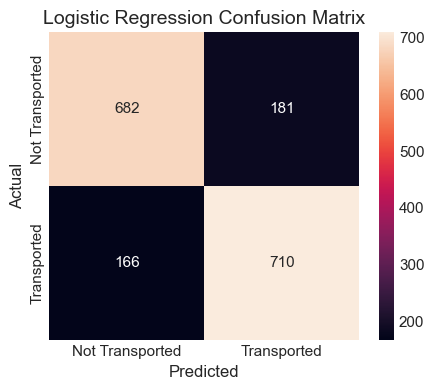 Logistic Regression Confusion Matrix
Actual
Not Transported
Transported
682
181
166
710
Not Transported
Transported
Predicted
700
600
500
400
300
200